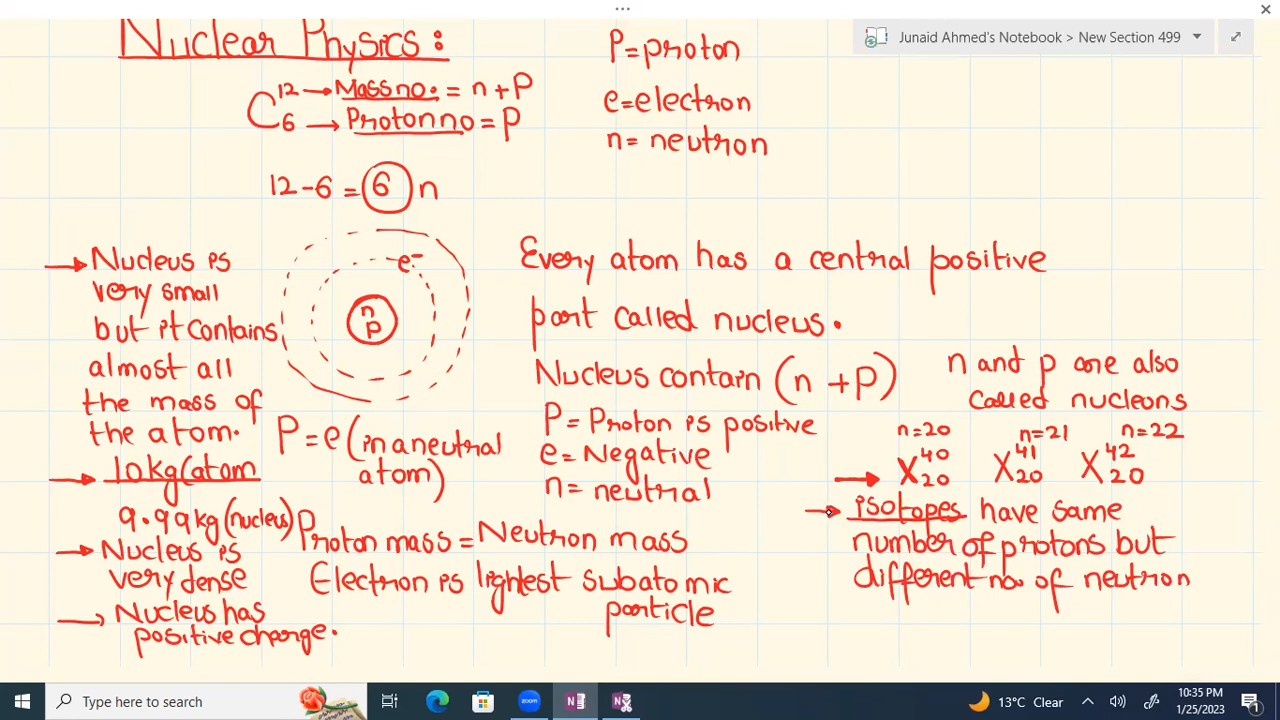 Junaid Ahmed's Notebook > New Section 499
Nuclear Physics:
C 12 → Mass no. = n + P
6 → Proton no = P
12 - 6 = 6 n
P = proton
e = electron
n = neutron
→ Nucleus is
very small
but it contains
almost all
the mass of
the atom.
→ 10kg (atom
9.99kg (nucleus)
→ Nucleus is
very dense
→ Nucleus has
positive charge.
e-
n
P
P = e (in a neutral
atom)
Every atom has a central positive
part called nucleus.
Nucleus contain (n + P)
P = Proton is positive
e = Negative
n = neutral
Proton mass = Neutron mass
Electron is lightest subatomic
particle
n and p are also
called nucleons
n=20 n=21 n=22
→ X 40 20 X 41 20 X 42 20
→ isotopes have same
number of protons but
different no. of neutron
Type here to search
zoom
13°C Clear
10:35 PM
1/25/2023
1